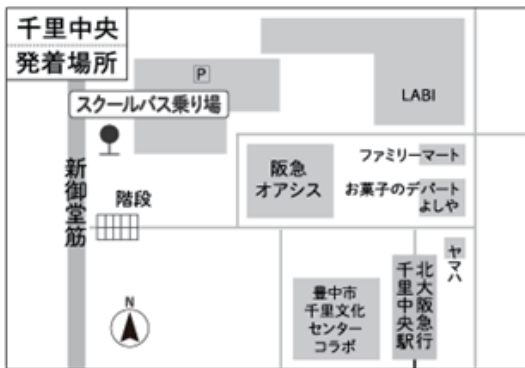 千里中央
発着場所
P
スクールバス乗り場
LABI
ファミリーマート
阪急
オアシス
お菓子のデパート
よしや
新御堂筋
階段
ヤマハ
北大阪急行
千里中央駅
豊中市
千里文化
センター
コラボ
N